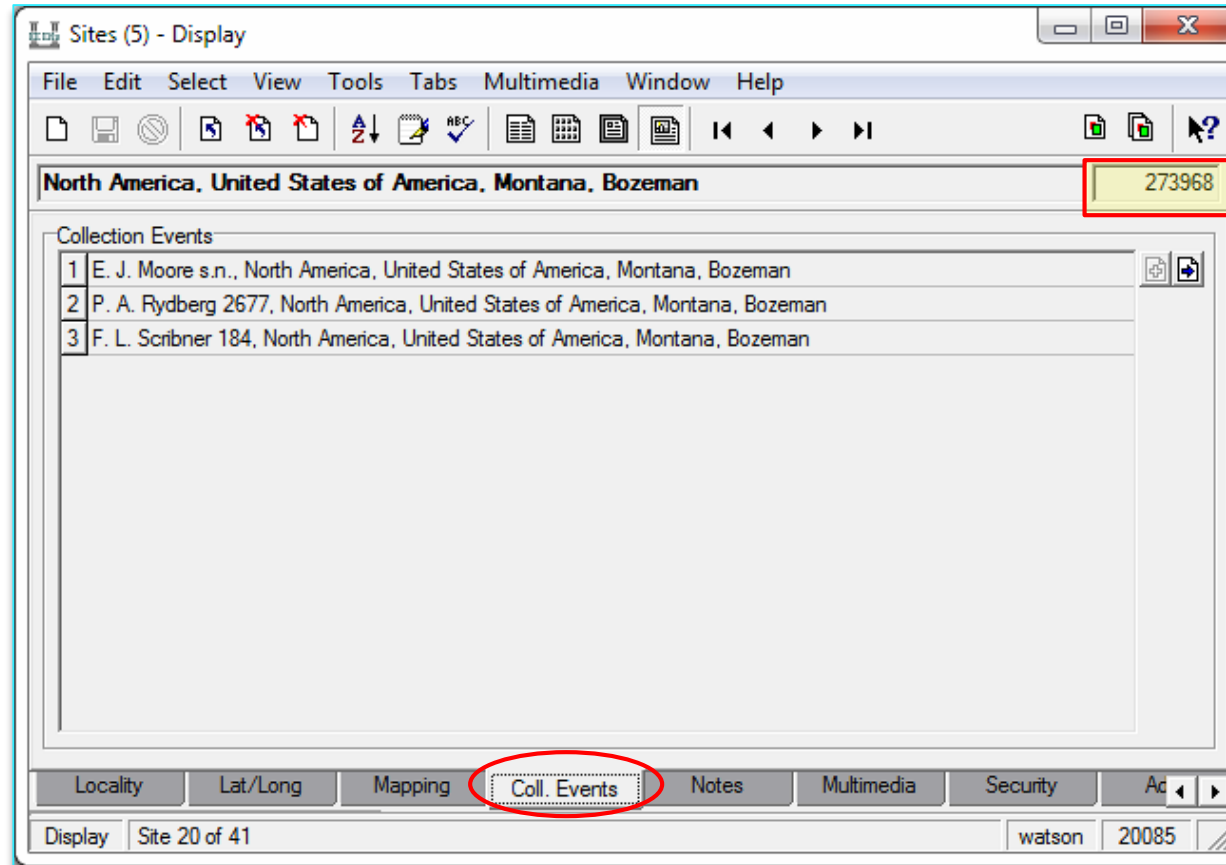 Sites (5) - Display
File Edit Select View Tools Tabs Multimedia Window Help
North America, United States of America, Montana, Bozeman 273968
Collection Events
1 E. J. Moore s.n., North America, United States of America, Montana, Bozeman
2 P. A. Rydberg 2677, North America, United States of America, Montana, Bozeman
3 F. L. Scribner 184, North America, United States of America, Montana, Bozeman
Locality Lat/Long Mapping Coll. Events Notes Multimedia Security
Display Site 20 of 41 watson 20085